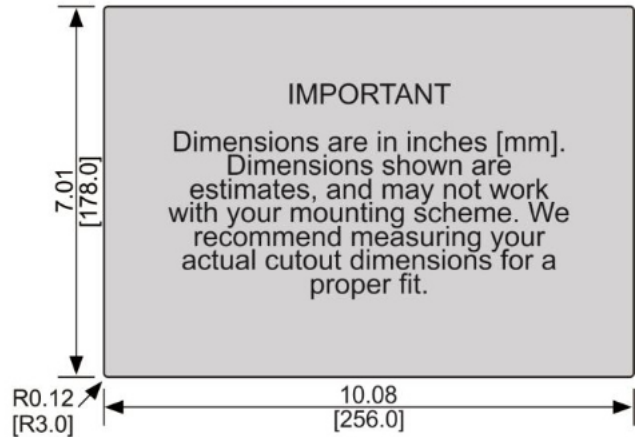 IMPORTANT
Dimensions are in inches [mm].
Dimensions shown are
estimates, and may not work
with your mounting scheme. We
recommend measuring your
actual cutout dimensions for a
proper fit.
7.01
[178.0]
R0.12
[R3.0]
10.08
[256.0]